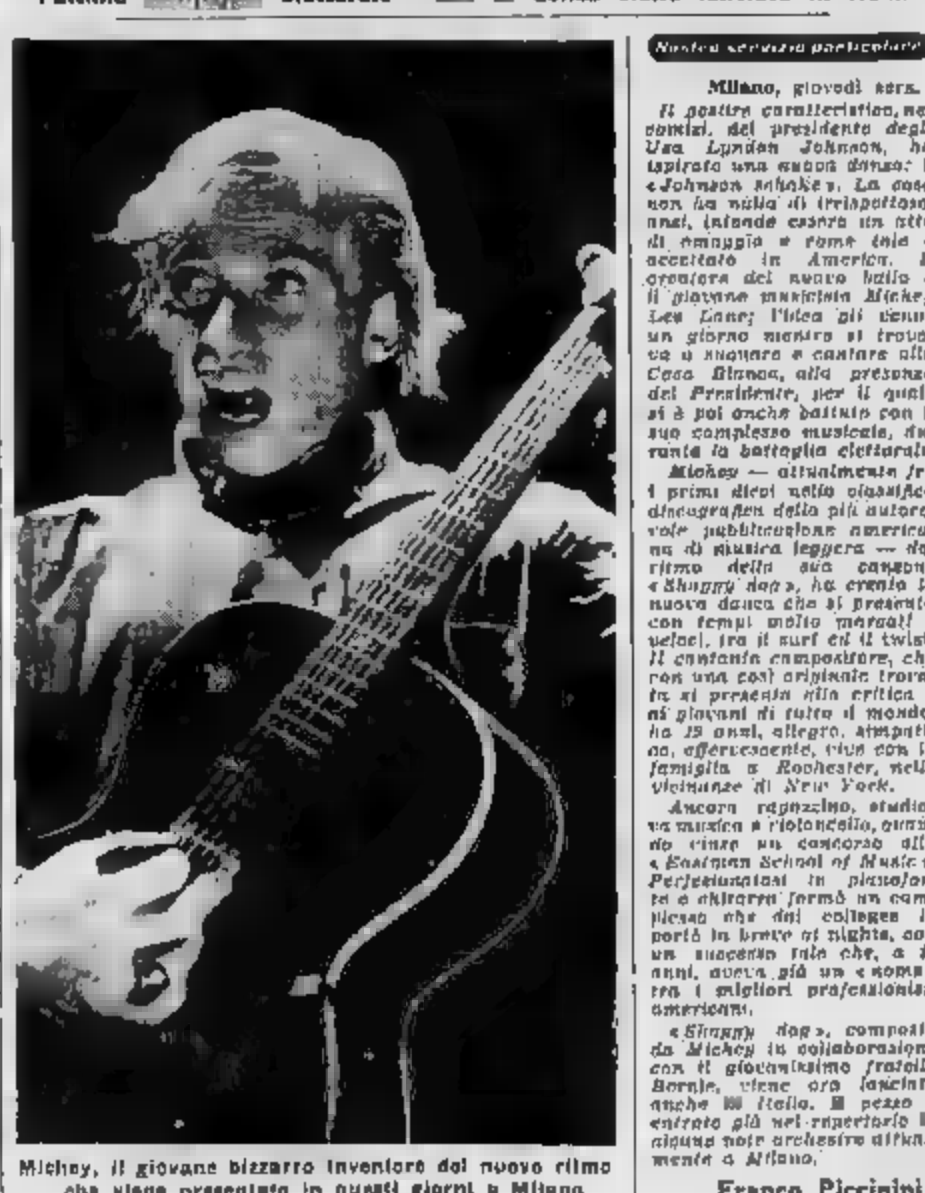 Nostro servizio particolare
Milano, giovedì sera.
Il gestire caratteristico, nei
comizi, del presidente degli
Usa Lyndon Johnson, ha
ispirato una nuova danza:
«Johnson schake». La cosa
non ha nulla di irrispettoso
anzi, intende essere un atto
di omaggio e come tale
accettato in America.
creatore del nuovo ballo
il giovane musicista Mickey
Lee Lane; l'idea gli venne
un giorno mentre si trova-
va a suonare e cantare alla
Casa Bianca, alla presenza
del Presidente, per il quale
si è poi anche battuto con
suo complesso musicale, du-
rante la battaglia elettorale
Mickey — attualmente fra
i primi dieci nella classifica
discografica della più autore-
vole pubblicazione america-
na di musica leggera — dal
ritmo della sua canzone
«Shaggy dog», ha creato la
nuova danza che si presenta
con tempi molto marcati
veloci, tra il surf ed il twist
Il cantante compositore, che
con una così originale trova-
ta si presenta alla critica
ai giovani di tutto il mondo
ha 19 anni, allegro, simpati-
co, effervescente, vive con la
famiglia a Rochester, nelle
vicinanze di New York.
Ancora ragazzino, studia-
va musica e violoncello, quan-
do vinse un concorso alla
«Eastman School of Music»
Perfezionatosi in pianofor-
te e chitarra formò un com-
plesso che dai colleges lo
portò in breve ai nights, con
un successo tale che, a
anni, aveva già un «nome»
tra i migliori professionisti
americani.
«Shaggy dog», composta
da Mickey in collaborazione
con il giovanissimo fratello
viene ora lanciata
anche in Italia. Il pezzo
entrato già nel repertorio
alcune note orchestre attual-
mente a Milano.
Franco Piccinini
Mickey, il giovane bizzarro inventore del nuovo ritmo
che viene presentato in questi giorni a Milano